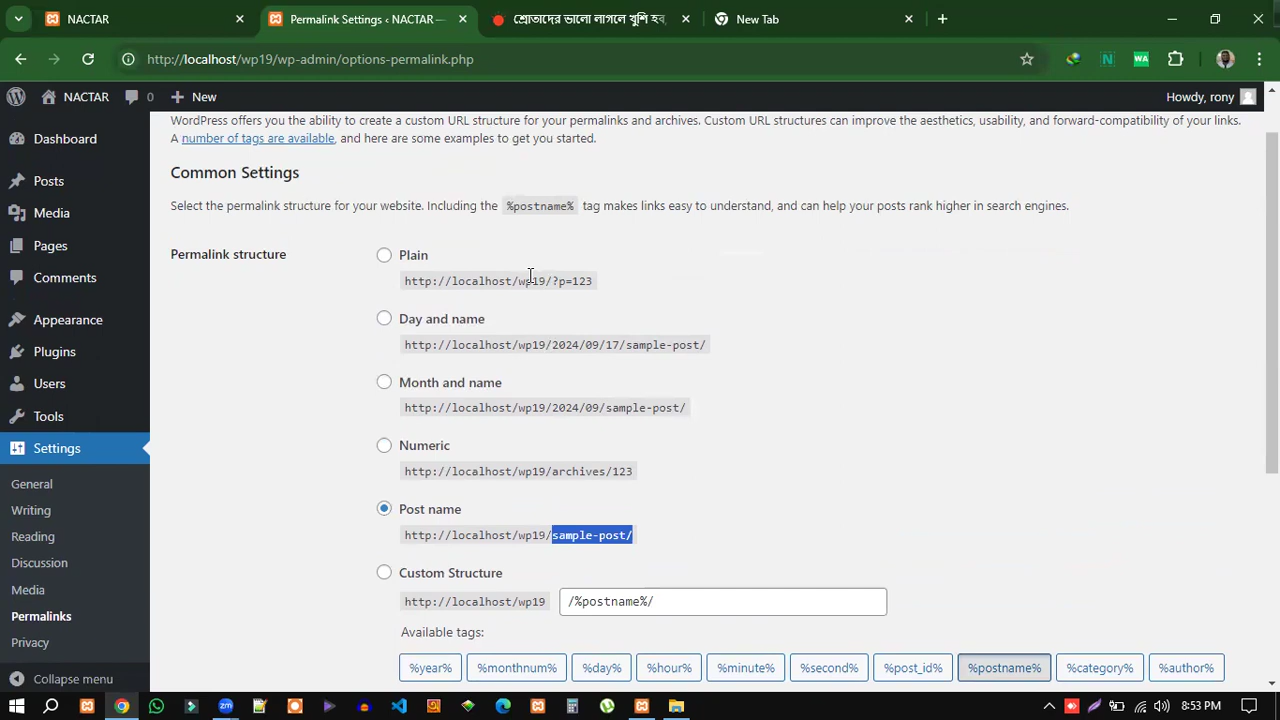 NACTAR
Permalink Settings ‹ NACTAR —
শ্রোতাদের ভালো লাগলে খুশি হব,
New Tab
http://localhost/wp19/wp-admin/options-permalink.php
WA
NACTAR
0
New
Howdy, rony
WordPress offers you the ability to create a custom URL structure for your permalinks and archives. Custom URL structures can improve the aesthetics, usability, and forward-compatibility of your links.
A number of tags are available, and here are some examples to get you started.
Dashboard
Posts
Media
Pages
Comments
Appearance
Plugins
Users
Tools
Settings
General
Writing
Reading
Discussion
Media
Permalinks
Privacy
Collapse menu
Common Settings
Select the permalink structure for your website. Including the %postname% tag makes links easy to understand, and can help your posts rank higher in search engines.
Permalink structure
Plain
http://localhost/wp19/?p=123
Day and name
http://localhost/wp19/2024/09/17/sample-post/
Month and name
http://localhost/wp19/2024/09/sample-post/
Numeric
http://localhost/wp19/archives/123
Post name
http://localhost/wp19/sample-post/
Custom Structure
http://localhost/wp19 /%postname%/
Available tags:
%year% %monthnum% %day% %hour% %minute% %second% %post_id% %postname% %category% %author%
8:53 PM